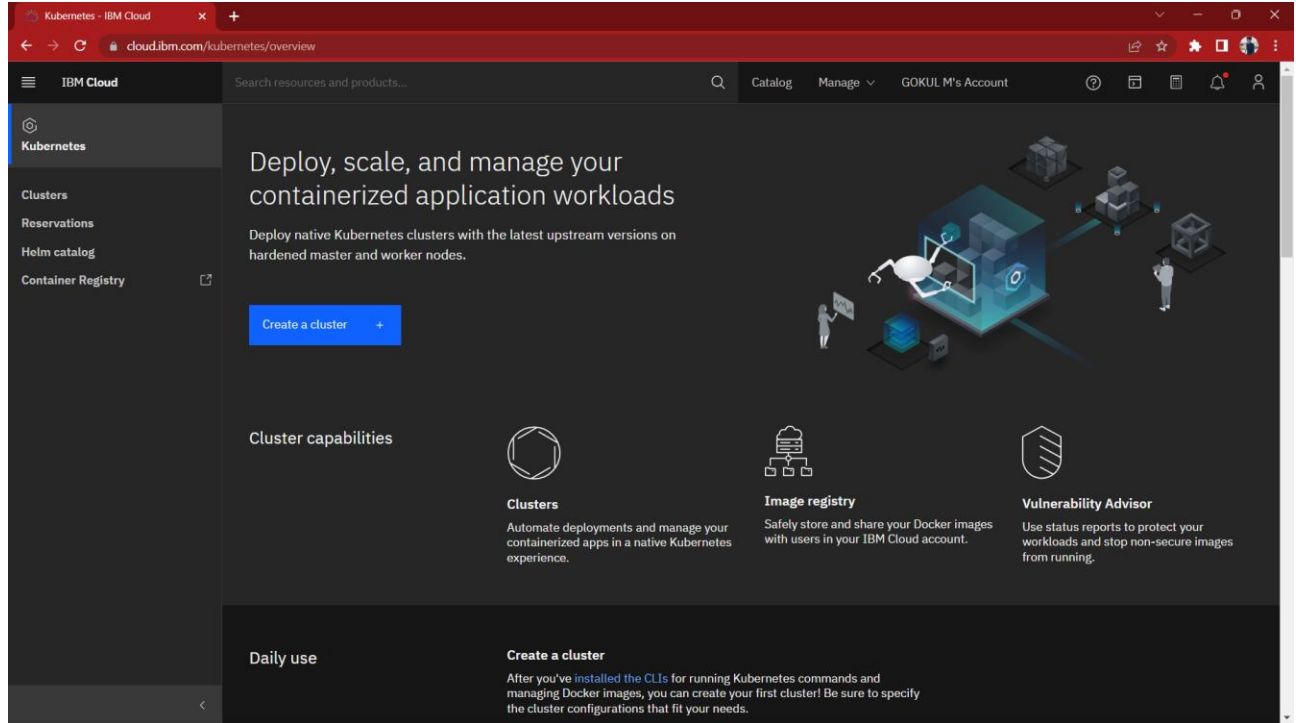 Kubernetes - IBM Cloud
cloud.ibm.com/kubernetes/overview
IBM Cloud
Search resources and products...
Catalog
Manage
GOKUL M's Account
Kubernetes
Clusters
Reservations
Helm catalog
Container Registry
Deploy, scale, and manage your
containerized application workloads
Deploy native Kubernetes clusters with the latest upstream versions on
hardened master and worker nodes.
Create a cluster +
Cluster capabilities
Clusters
Automate deployments and manage your
containerized apps in a native Kubernetes
experience.
Image registry
Safely store and share your Docker images
with users in your IBM Cloud account.
Vulnerability Advisor
Use status reports to protect your
workloads and stop non-secure images
from running.
Daily use
Create a cluster
After you've installed the CLIs for running Kubernetes commands and
managing Docker images, you can create your first cluster! Be sure to specify
the cluster configurations that fit your needs.